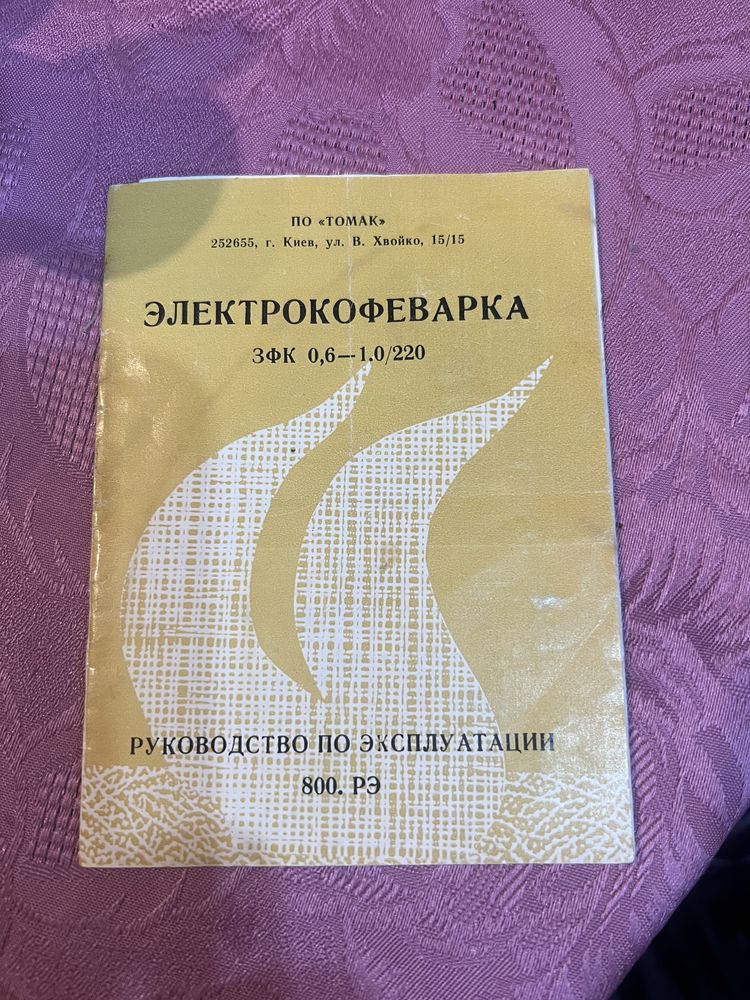 ПО «ТОМАК»
252655, г. Киев, ул. В. Хвойко, 15/15
ЭЛЕКТРОКОФЕВАРКА
ЗФК 0,6—1.0/220
РУКОВОДСТВО ПО ЭКСПЛУАТАЦИИ
800. РЭ